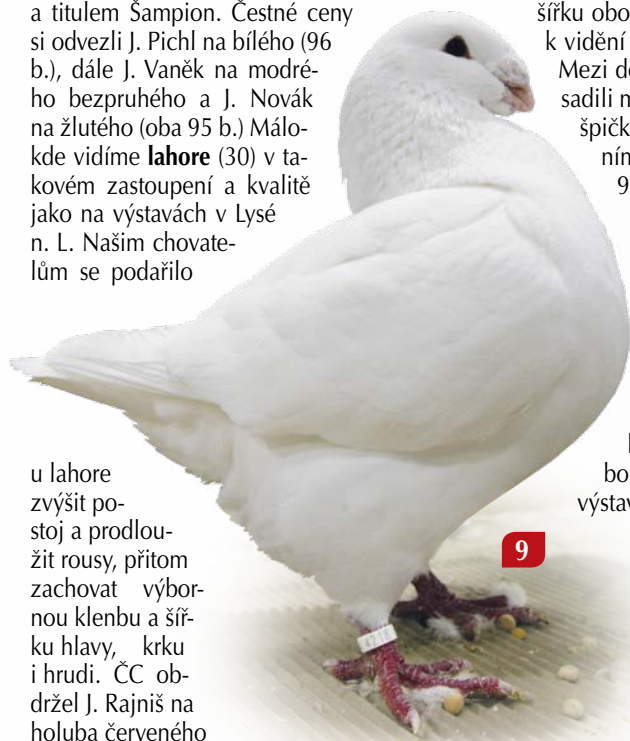 a titulem Šampion. Čestné ceny
si odvezli J. Pichl na bílého (96
b.), dále J. Vaněk na modré-
ho bezpruhého a J. Novák
na žlutého (oba 95 b.) Málo-
kde vidíme lahore (30) v ta-
kovém zastoupení a kvalitě
jako na výstavách v Lysé
n. L. Našim chovate-
lům se podařilo
u lahore
zvýšit po-
stoj a prodlou-
žit rousy, přitom
zachovat výbor-
nou klenbu a šíř-
ku hlavy, krku
i hrudi. ČC ob-
držel J. Rajniš na
holuba červeného
šířku obo
k vidění
Mezi do
sadili n
špičk
ním
9
bo
výstav
9